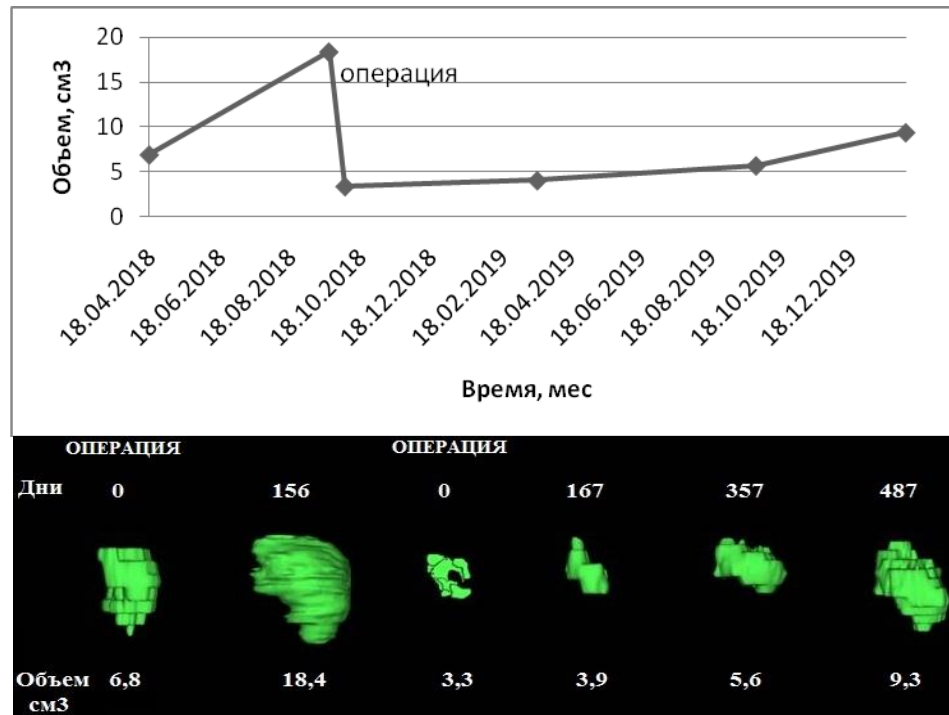 20
15
10
5
0
Объем, см3
операция
18.04.2018
18.06.2018
18.08.2018
18.10.2018
18.12.2018
18.02.2019
18.04.2019
18.06.2019
18.08.2019
18.10.2019
18.12.2019
Время, мес
ОПЕРАЦИЯ ОПЕРАЦИЯ
Дни 0 156 0 167 357 487
Объем 6,8 18,4 3,3 3,9 5,6 9,3
см3